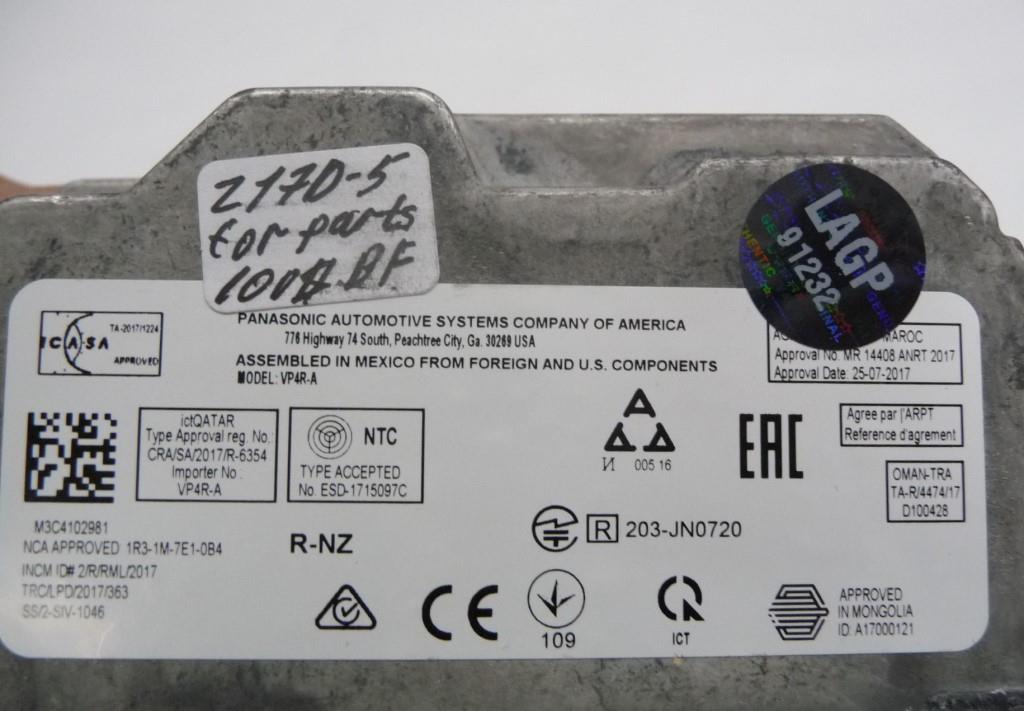 Z17D-5
for parts
100$ AF
LAGP
91232
ICASA
TA-2017/1224
APPROVED
PANASONIC AUTOMOTIVE SYSTEMS COMPANY OF AMERICA
776 Highway 74 South, Peachtree City, Ga. 30269 USA
ASSEMBLED IN MEXICO FROM FOREIGN AND U.S. COMPONENTS
MODEL: VP4R-A
MAROC
Approval No. MR 14408 ANRT 2017
Approval Date: 25-07-2017
ictQATAR
Type Approval reg. No.:
CRA/SA/2017/R-6354
Importer No.:
VP4R-A
NTC
TYPE ACCEPTED
No. ESD-1715097C
И 005 16
EAC
Agree par l'ARPT
Reference d'agrement
OMAN-TRA
TA-R/4474/17
D100428
M3C4102981
NCA APPROVED 1R3-1M-7E1-0B4
INCM ID# 2/R/RML/2017
TRC/LPD/2017/363
SS/2-SIV-1046
R-NZ
R 203-JN0720
CE
109
ICT
APPROVED
IN MONGOLIA
ID: A17000121